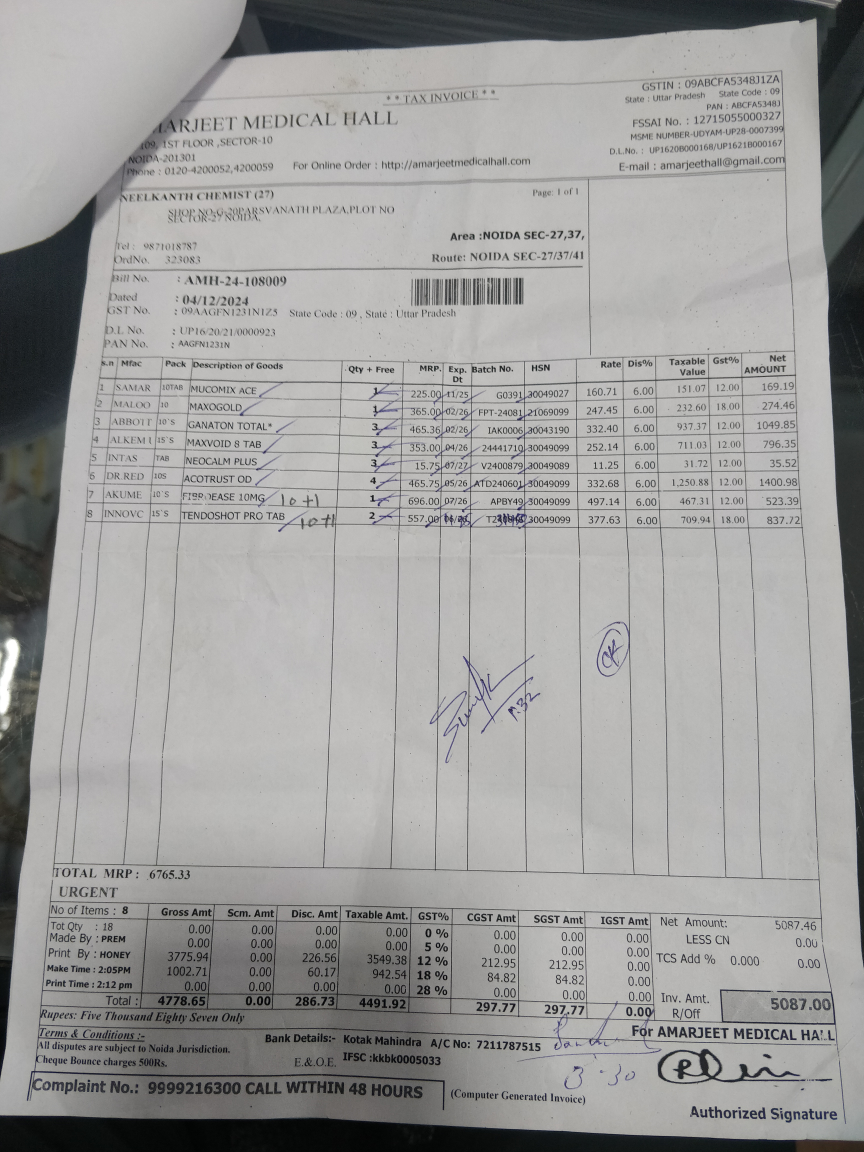 * * TAX INVOICE * *
GSTIN : 09ABCFA5348J1ZA
State : Uttar Pradesh State Code : 09
PAN : ABCFA5348J
FSSAI No. : 12715055000327
MSME NUMBER-UDYAM-UP28-0007399
D.L.No. : UP1620B000168/UP1621B000167
E-mail : amarjeethall@gmail.com
MARJEET MEDICAL HALL
109, 1ST FLOOR ,SECTOR-10
NOIDA-201301
Phone : 0120-4200052,4200059 For Online Order : http://amarjeetmedicalhall.com
NEELKANTH CHEMIST (27) Page: 1 of 1
SHOP NO.G-20PARSVANATH PLAZA,PLOT NO
SECTOR-27 NOIDA,
Area :NOIDA SEC-27,37,
Tel : 9871018787
OrdNo. 323083 Route: NOIDA SEC-27/37/41
Bill No. : AMH-24-108009
Dated : 04/12/2024
GST No. : 09AAGFN1231N1Z5 State Code : 09 , State : Uttar Pradesh
D.L No. : UP16/20/21/0000923
PAN No. : AAGFN1231N
s.n Mfac Pack Description of Goods Qty + Free MRP. Exp. Dt Batch No. HSN Rate Dis% Taxable Value Gst% Net AMOUNT
1 SAMAR 10TAB MUCOMIX ACE 1 225.00 11/25 G0391 30049027 160.71 6.00 151.07 12.00 169.19
2 MALOO 10 MAXOGOLD 1 365.00 02/26 FPT-24081 21069099 247.45 6.00 232.60 18.00 274.46
3 ABBOTT 10`S GANATON TOTAL* 3 465.36 02/26 IAK0006 30043190 332.40 6.00 937.37 12.00 1049.85
4 ALKEM L 15`S MAXVOID 8 TAB 3 353.00 04/26 24441710 30049099 252.14 6.00 711.03 12.00 796.35
5 INTAS TAB NEOCALM PLUS 3 15.75 07/27 V2400879 30049089 11.25 6.00 31.72 12.00 35.52
6 DR.RED 10S ACOTRUST OD 4 465.75 05/26 ATD240601 30049099 332.68 6.00 1,250.88 12.00 1400.98
7 AKUME 10`S FIBRODEASE 10MG 10+1 1 696.00 07/26 APBY49 30049099 497.14 6.00 467.31 12.00 523.39
8 INNOVC 15`S TENDOSHOT PRO TAB 10+1 2 557.00 30049099 377.63 6.00 709.94 18.00 837.72
OK
TOTAL MRP : 6765.33
URGENT
No of Items : 8 Gross Amt Scm. Amt Disc. Amt Taxable Amt. GST% CGST Amt SGST Amt IGST Amt Net Amount: 5087.46
Tot Qty : 18 0.00 0.00 0.00 0.00 0 % 0.00 0.00 0.00 LESS CN 0.00
Made By : PREM 0.00 0.00 0.00 0.00 5 % 0.00 0.00 0.00
Print By : HONEY 3775.94 0.00 226.56 3549.38 12 % 212.95 212.95 0.00 TCS Add % 0.000 0.00
Make Time : 2:05PM 1002.71 0.00 60.17 942.54 18 % 84.82 84.82 0.00
Print Time : 2:12 pm 0.00 0.00 0.00 0.00 28 % 0.00 0.00 0.00
Total : 4778.65 0.00 286.73 4491.92 297.77 297.77 0.00
Inv. Amt. 5087.00
R/Off
Rupees: Five Thousand Eighty Seven Only
For AMARJEET MEDICAL HALL
Terms & Conditions :-
All disputes are subject to Noida Jurisdiction.
Cheque Bounce charges 500Rs.
Bank Details:- Kotak Mahindra A/C No: 7211787515
E.& O.E. IFSC :kkbk0005033
3.30
Complaint No.: 9999216300 CALL WITHIN 48 HOURS
(Computer Generated Invoice)
Authorized Signature